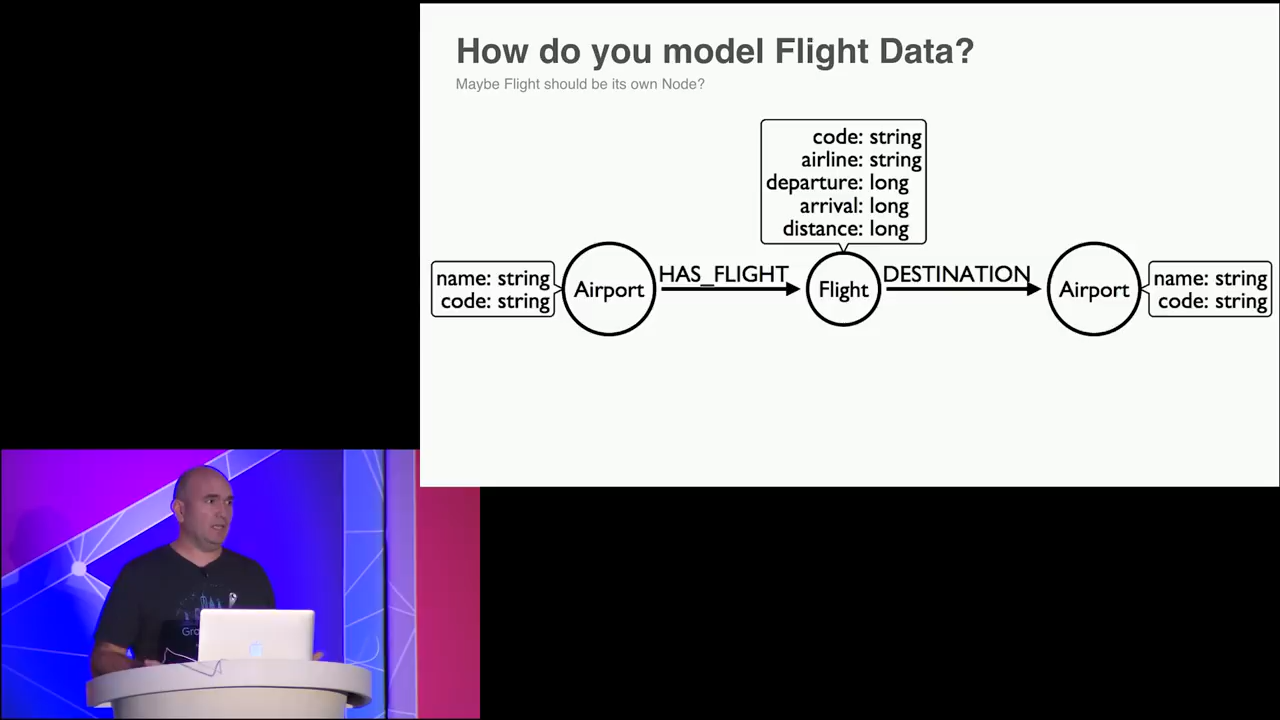 How do you model Flight Data?
Maybe Flight should be its own Node?
code: string
airline: string
departure: long
arrival: long
distance: long
name: string
code: string
Airport
HAS_FLIGHT
Flight
DESTINATION
Airport
name: string
code: string